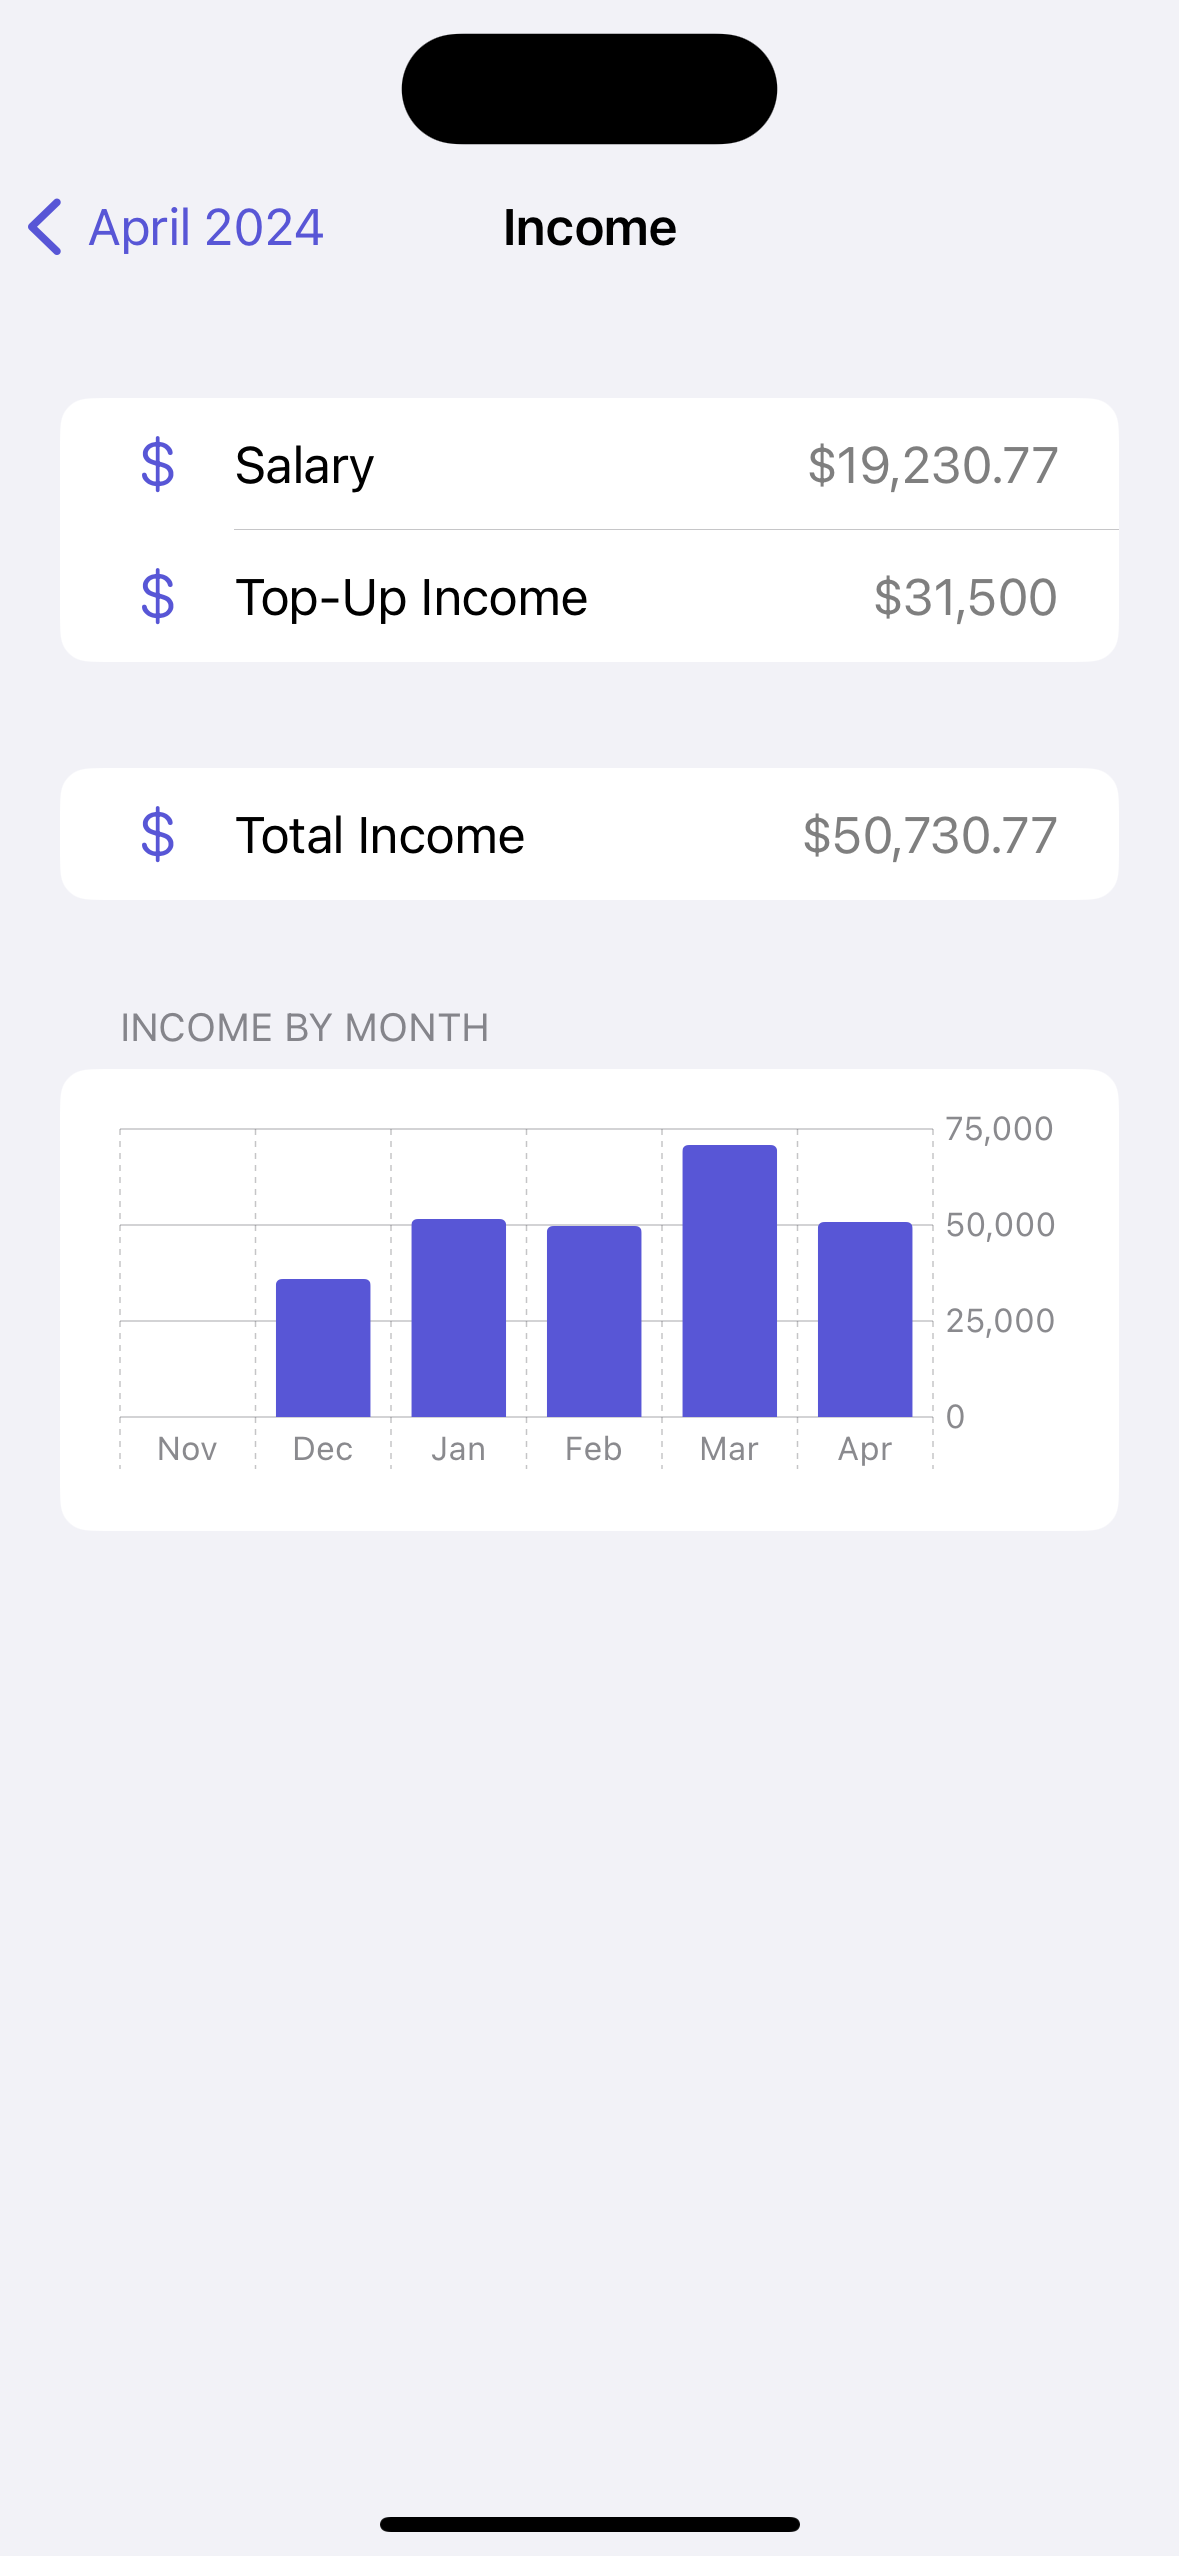 April 2024
Income
$ Salary $19,230.77
$ Top-Up Income $31,500
$ Total Income $50,730.77
INCOME BY MONTH
75,000
50,000
25,000
0
Nov Dec Jan Feb Mar Apr